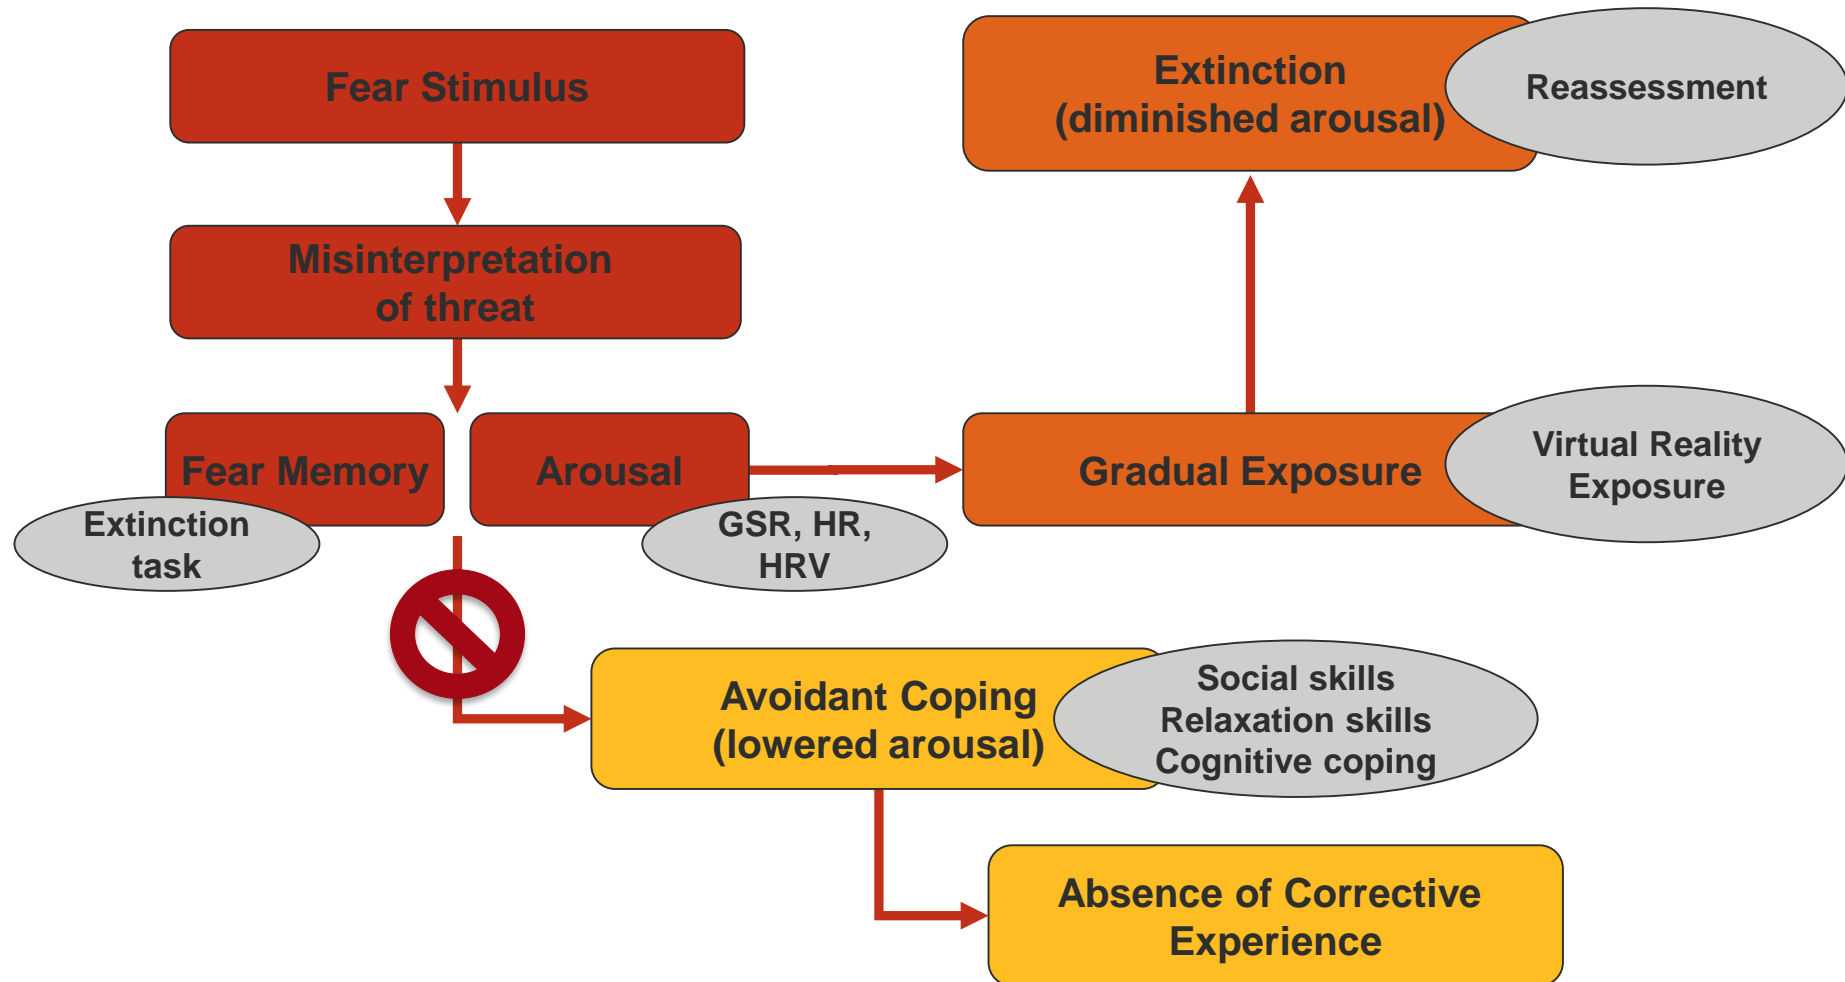 Fear Stimulus
Misinterpretation
of threat
Fear Memory
Arousal
Extinction
task
GSR, HR,
HRV
Extinction
(diminished arousal)
Reassessment
Gradual Exposure
Virtual Reality
Exposure
Avoidant Coping
(lowered arousal)
Social skills
Relaxation skills
Cognitive coping
Absence of Corrective
Experience